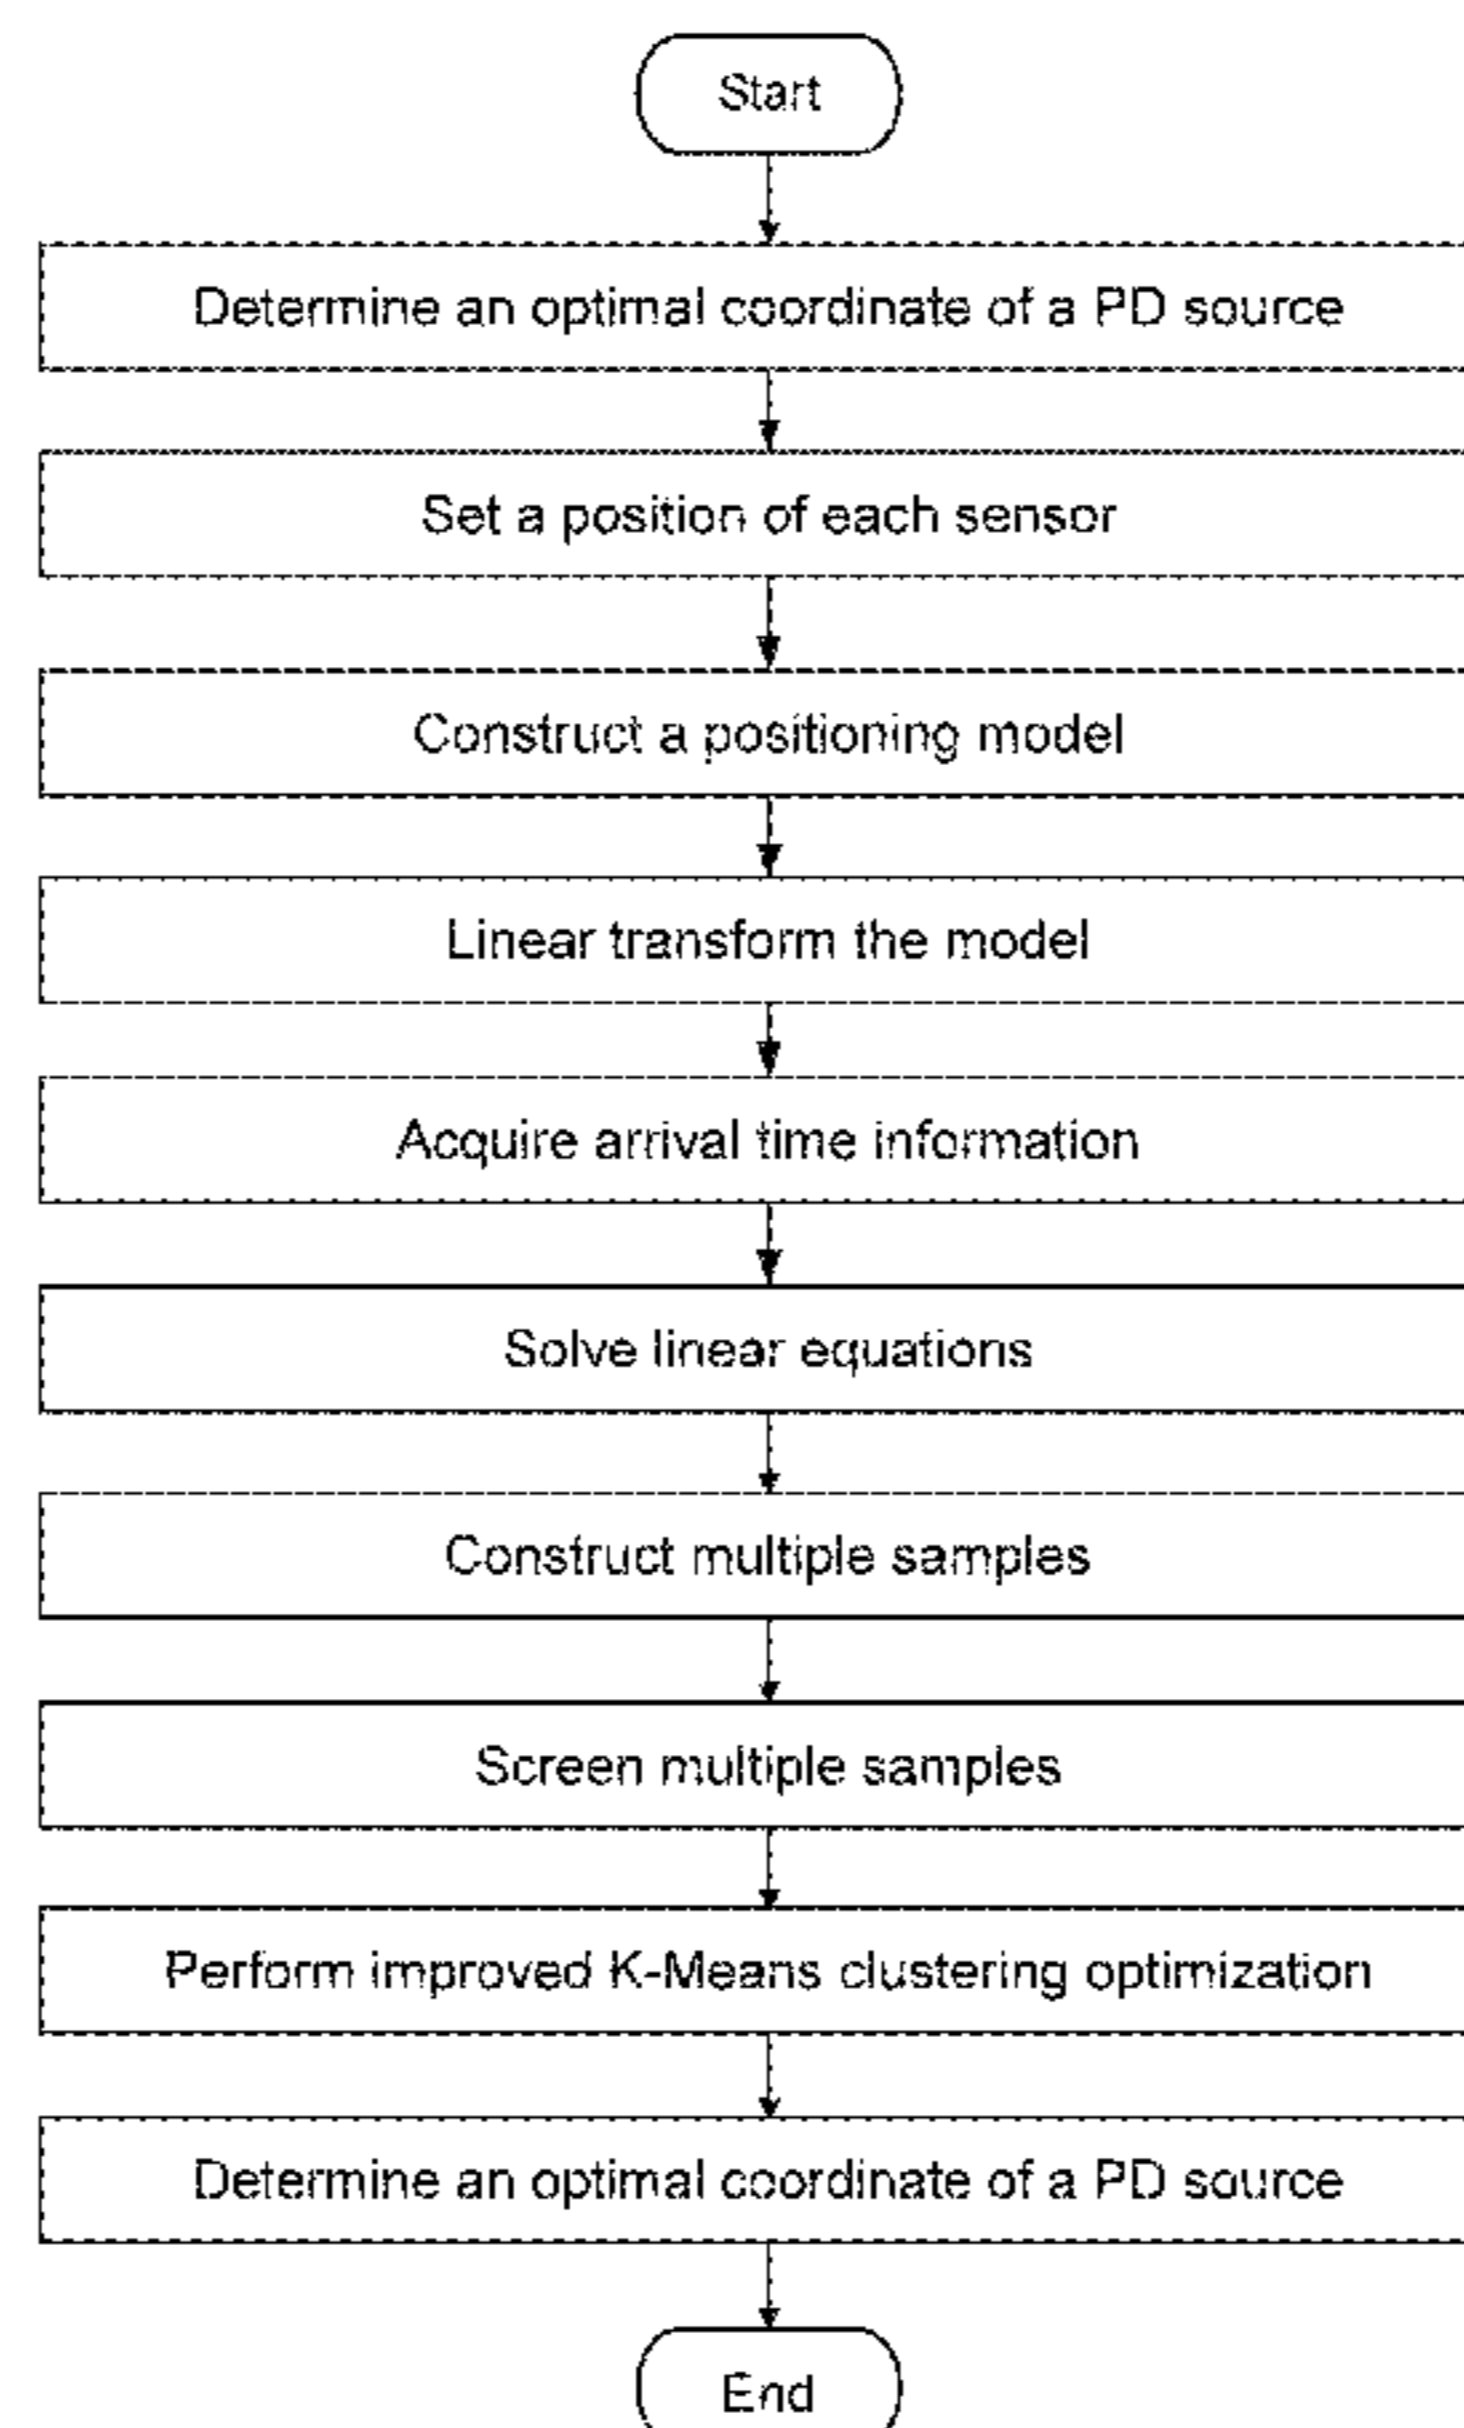 Start
Determine an optimal coordinate of a PD source
Set a position of each sensor
Construct a positioning model
Linear transform the model
Acquire arrival time information
Solve linear equations
Construct multiple samples
Screen multiple samples
Perform improved K-Means clustering optimization
Determine an optimal coordinate of a PD source
End